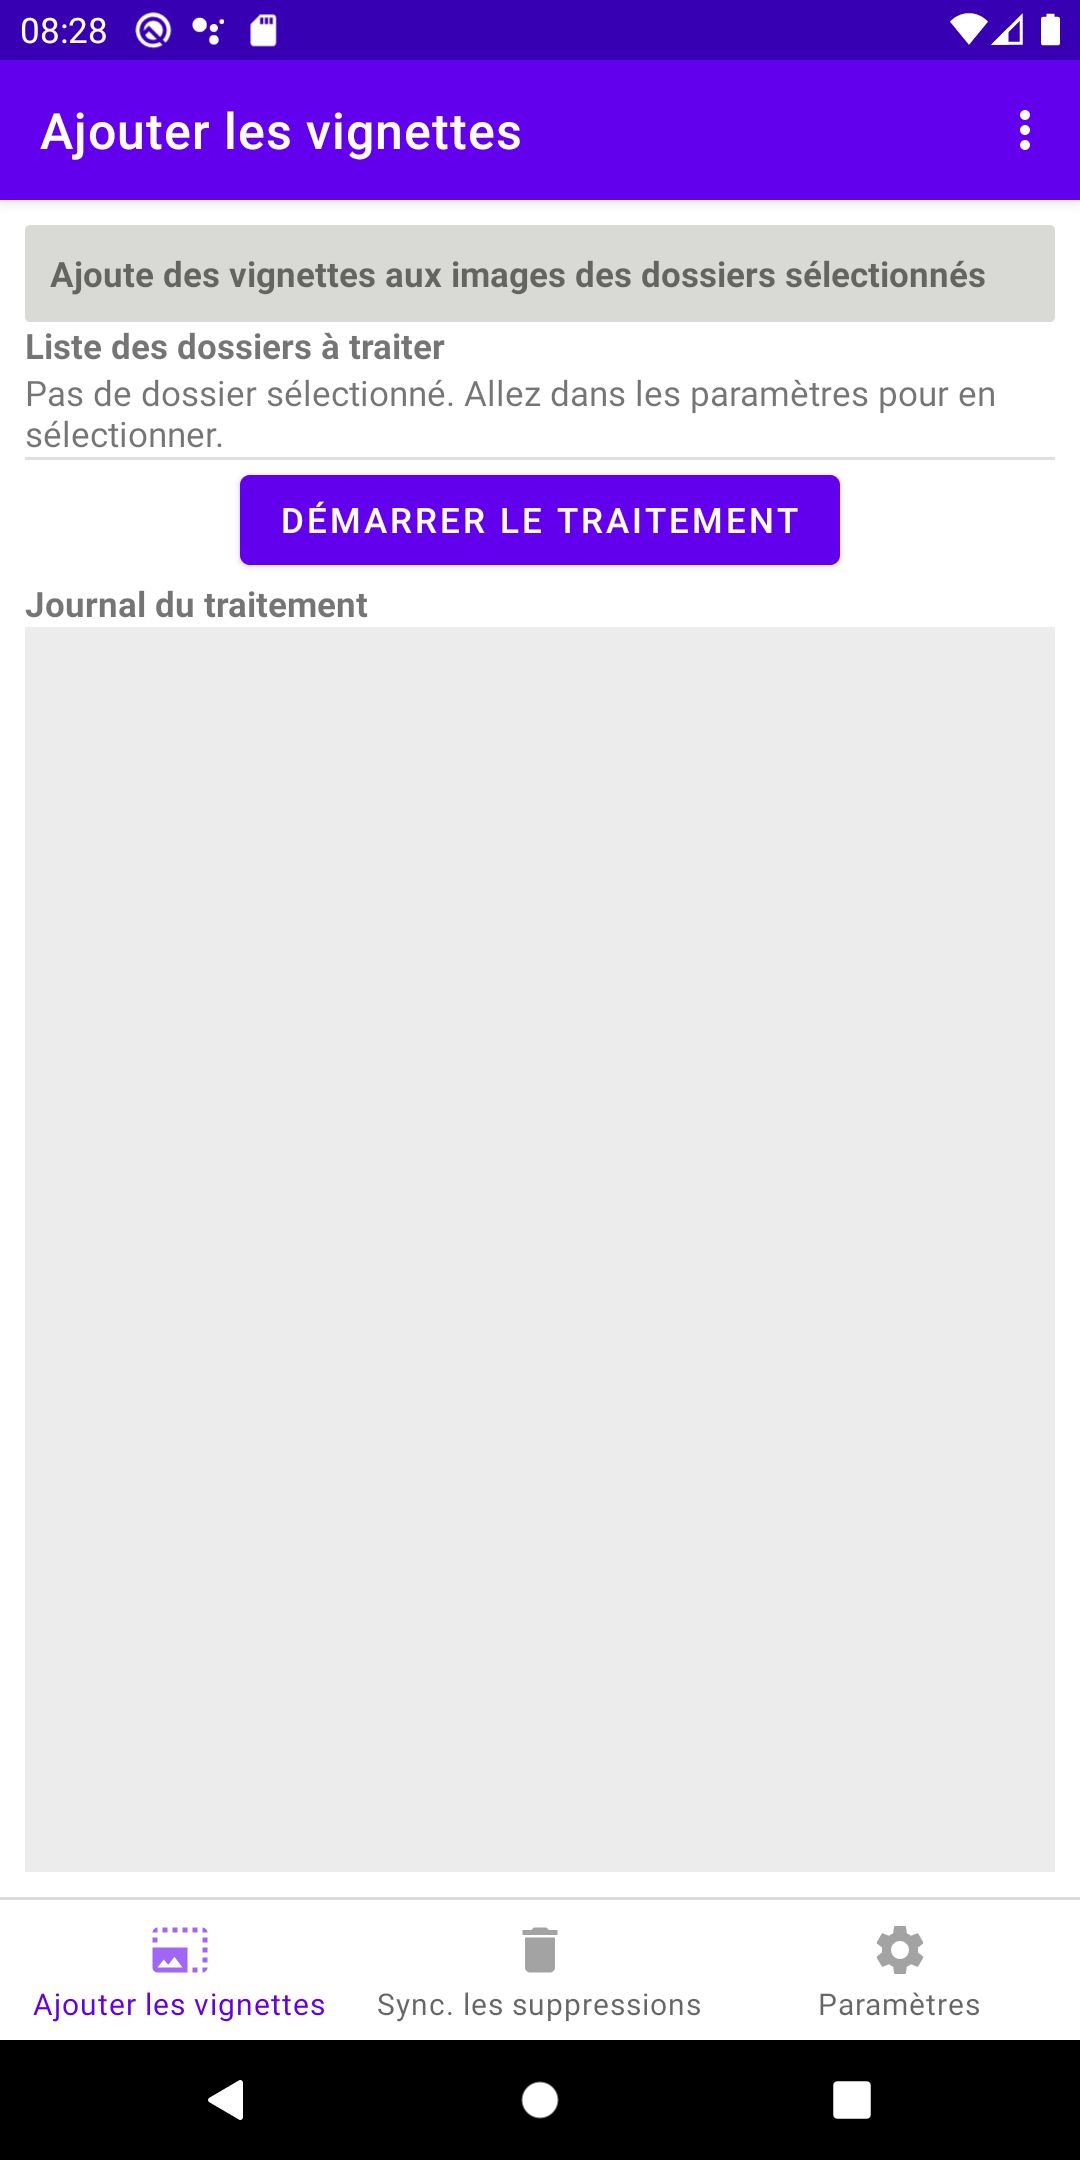 08:28
Ajouter les vignettes
Ajoute des vignettes aux images des dossiers sélectionnés
Liste des dossiers à traiter
Pas de dossier sélectionné. Allez dans les paramètres pour en
sélectionner.
DÉMARRER LE TRAITEMENT
Journal du traitement
Ajouter les vignettes
Sync. les suppressions
Paramètres